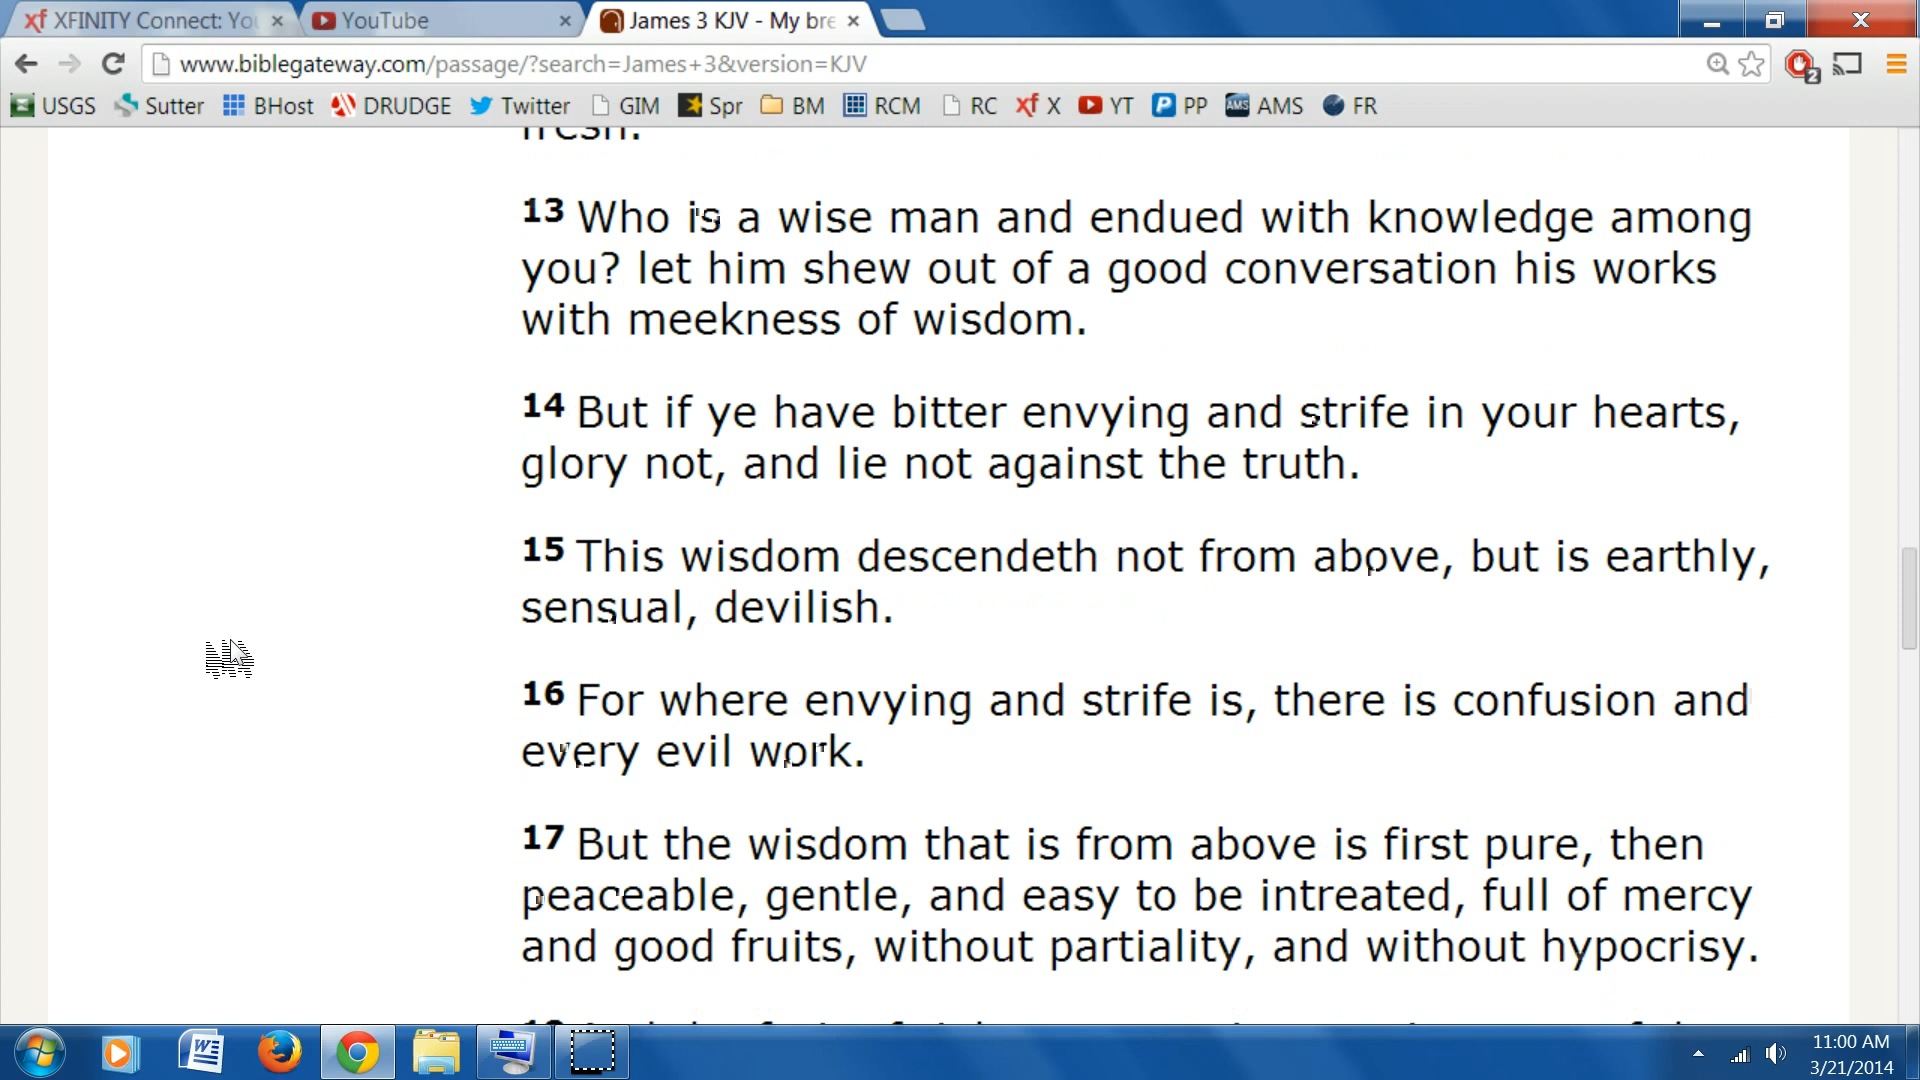 XFINITY Connect: Yo
YouTube
James 3 KJV - My bre
www.biblegateway.com/passage/?search=James+3&version=KJV
2
USGS Sutter BHost DRUDGE Twitter GIM Spr BM RCM RC X YT PP AMS FR
fresh.
13 Who is a wise man and endued with knowledge among
you? let him shew out of a good conversation his works
with meekness of wisdom.
14 But if ye have bitter envying and strife in your hearts,
glory not, and lie not against the truth.
15 This wisdom descendeth not from above, but is earthly,
sensual, devilish.
16 For where envying and strife is, there is confusion and
every evil work.
17 But the wisdom that is from above is first pure, then
peaceable, gentle, and easy to be intreated, full of mercy
and good fruits, without partiality, and without hypocrisy.
11:00 AM
3/21/2014